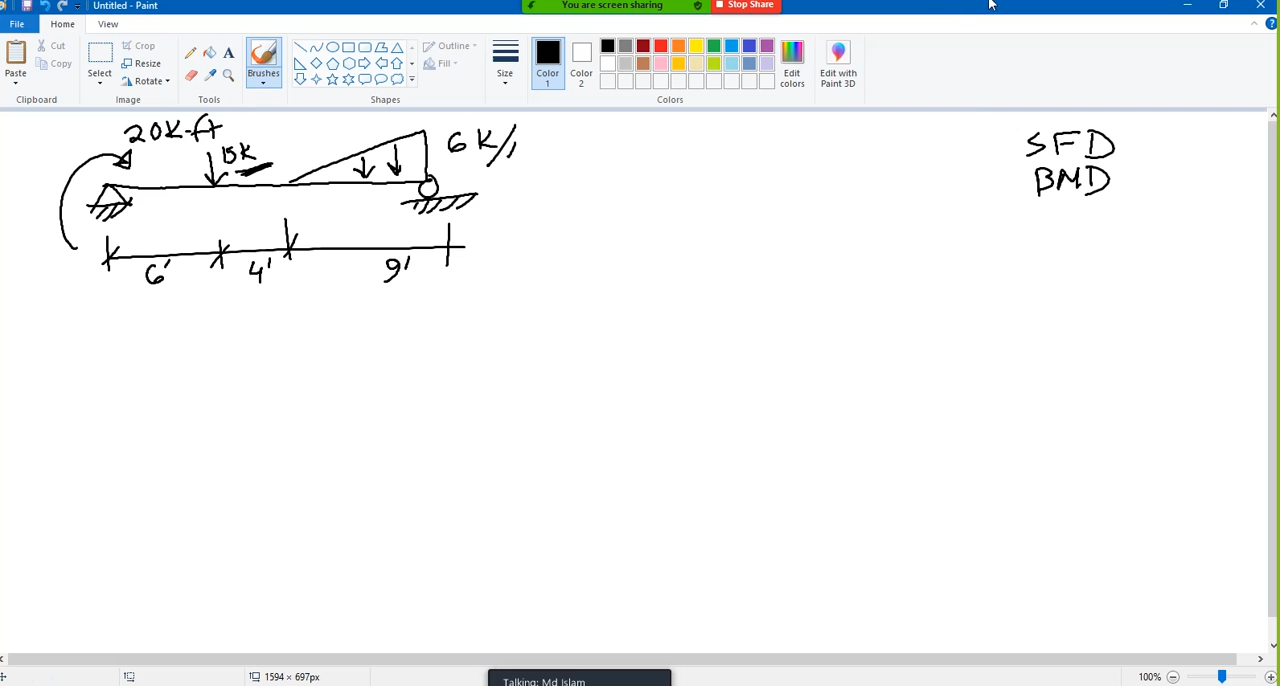 Untitled - Paint
You are screen sharing
Stop Share
File
Home
View
Paste
Cut
Copy
Clipboard
Select
Crop
Resize
Rotate
Image
A
Tools
Brushes
Shapes
Outline
Fill
Size
Color 1
Color 2
Colors
Edit colors
Edit with Paint 3D
20K-ft
15K
6 K/,
SFD
BMD
6'
4'
9'
1594 × 697px
100%
Talking: Md Islam